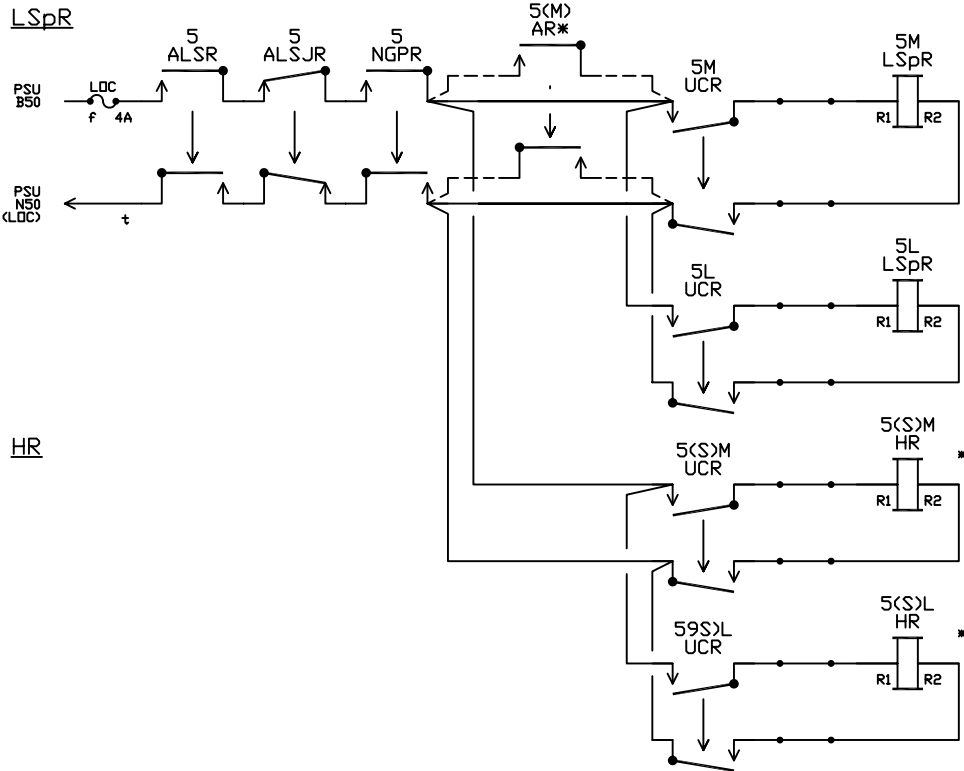 LSpR
5
ALSR
5
ALSJR
5
NGPR
5(M)
AR*
5M
UCR
5M
LSpR
PSU
B50
LOC
f 4A
R1 R2
PSU
N50
(LOC)
t
5L
UCR
5L
LSpR
R1 R2
HR
5(S)M
UCR
5(S)M
HR
*
R1 R2
59S)L
UCR
5(S)L
HR
*
R1 R2